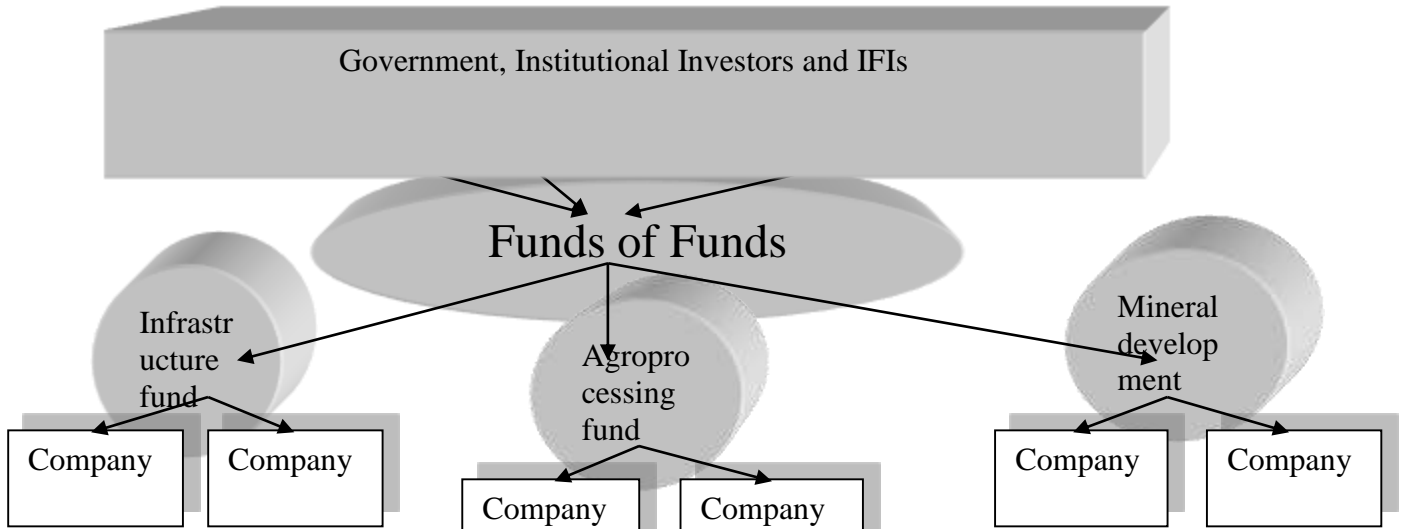 Government, Institutional Investors and IFIs
Funds of Funds
Infrastr
ucture
fund
Agropro
cessing
fund
Mineral
develop
ment
Company
Company
Company
Company
Company
Company